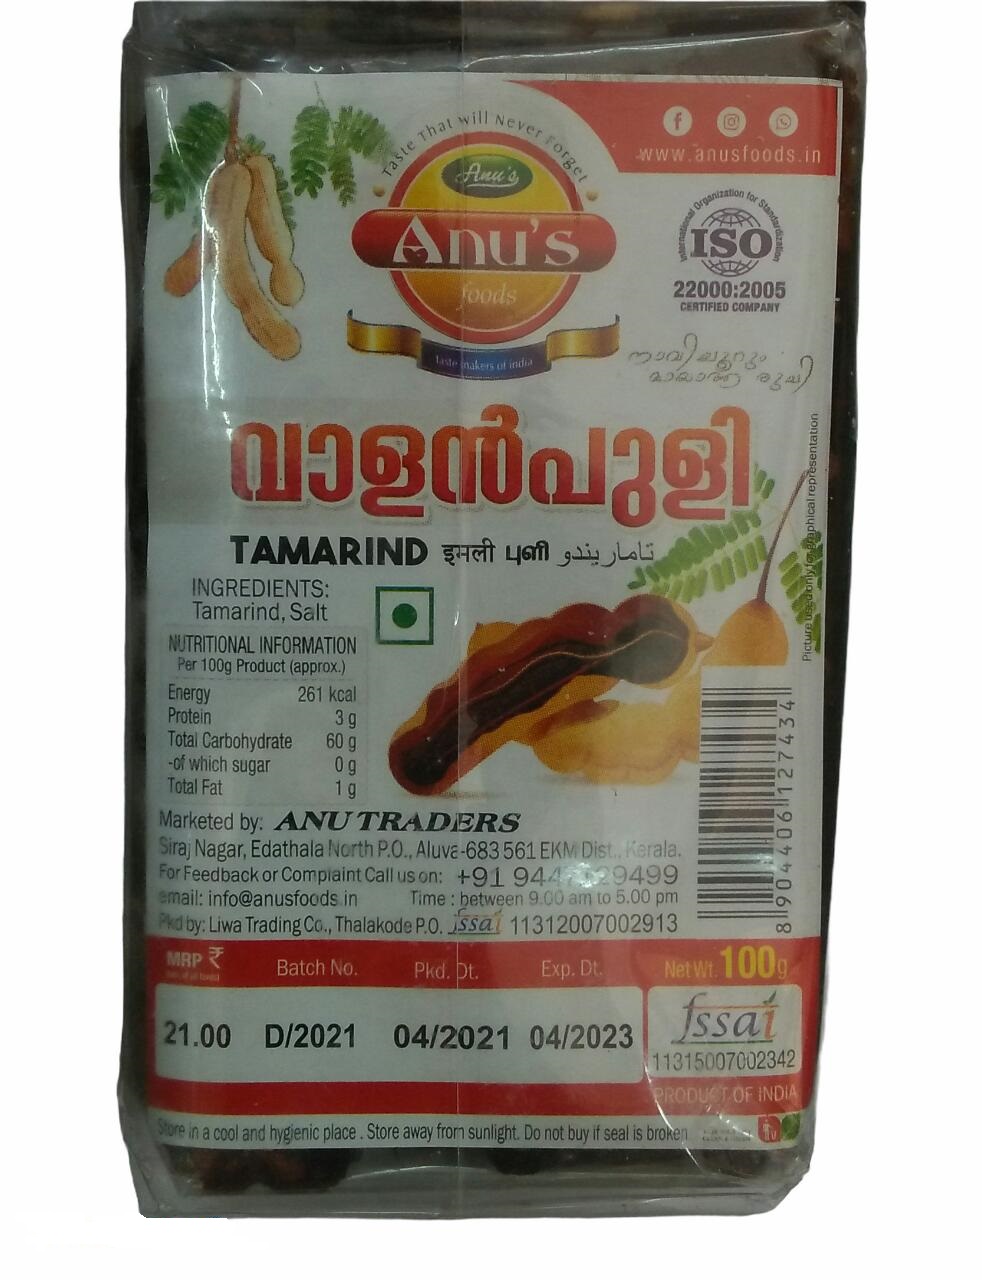 Taste That will Never Forget
Anu's
Anu's
foods
taste makers of india
www.anusfoods.in
International Organization for Standardization
ISO
22000:2005
CERTIFIED COMPANY
നാവിലൂറും
മായാത്ത രുചി
വാളൻപുളി
TAMARIND इमली புளி تاماريندو
Picture used only for graphical representation
INGREDIENTS:
Tamarind, Salt
NUTRITIONAL INFORMATION
Per 100g Product (approx.)
Energy 261 kcal
Protein 3 g
Total Carbohydrate 60 g
-of which sugar 0 g
Total Fat 1 g
8 904406 127434
Marketed by: ANU TRADERS
Siraj Nagar, Edathala North P.O., Aluva-683 561 EKM Dist., Kerala.
For Feedback or Complaint Call us on: +91
email: info@anusfoods.in Time : between 9.00 am to 5.00 pm
Pkd by: Liwa Trading Co., Thalakode P.O. fssai 11312007002913
MRP ₹ Batch No. Pkd. Dt. Exp. Dt. Net Wt. 100g
21.00 D/2021 04/2021 04/2023
fssai
11315007002342
PRODUCT OF INDIA
Store in a cool and hygienic place . Store away from sunlight. Do not buy if seal is broken